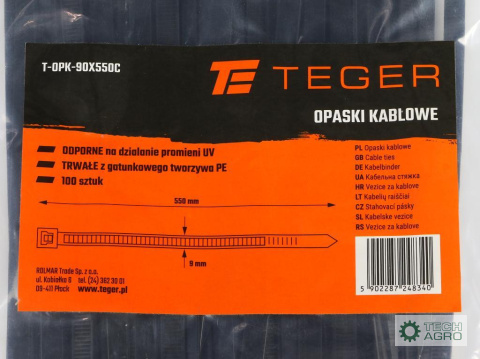 T-OPK-90X550C
TEGER
OPASKI KABLOWE
ODPORNE na działanie promieni UV
TRWAŁE z gatunkowego tworzywa PE
100 sztuk
PL Opaski kablowe
GB Cable ties
DE Kabelbinder
UA Кабельна стяжка
HR Vezice za kablove
LT Kabelių raiščiai
CZ Stahovací pásky
SL Kabelske vezice
RS Vezice za kablove
550 mm
9 mm
ROLMAR Trade Sp. z o.o.
ul. Kobiałka 6
09-411 Płock
tel. (24) 362 30 01
www.teger.pl
5 902287 248340
TECH
AGRO